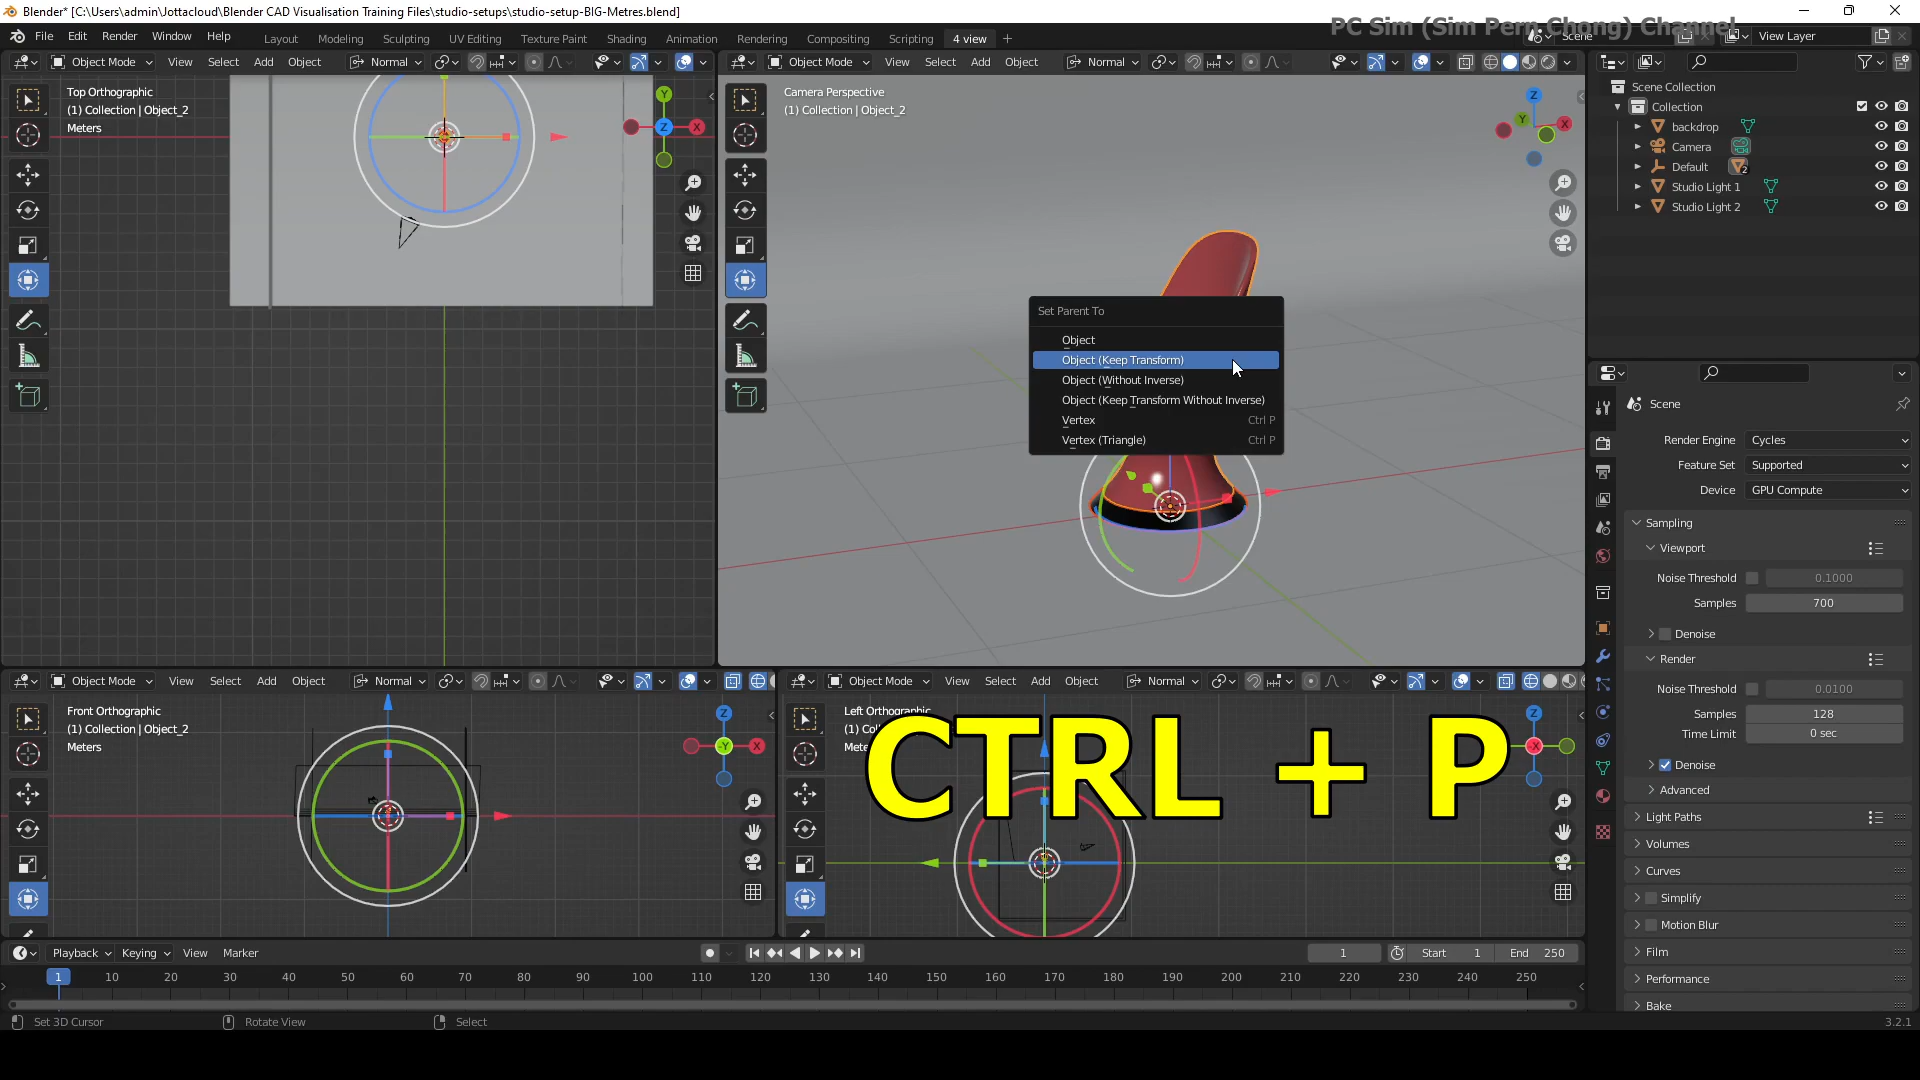 Blender* [C:\Users\admin\Jottacloud\Blender CAD Visualisation Training Files\studio-setups\studio-setup-BIG-Metres.blend]
PC Sim (Sim Pern Chong) Channel
File Edit Render Window Help
Layout Modeling Sculpting UV Editing Texture Paint Shading Animation Rendering Compositing Scripting 4 view +
Scene View Layer
Object Mode View Select Add Object Normal
Top Orthographic
(1) Collection | Object_2
Meters
Y
Z
X
Object Mode View Select Add Object Normal
Camera Perspective
(1) Collection | Object_2
Z
Y
X
Set Parent To
Object
Object (Keep Transform)
Object (Without Inverse)
Object (Keep Transform Without Inverse)
Vertex Ctrl P
Vertex (Triangle) Ctrl P
Scene Collection
Collection
backdrop
Camera
Default 2
Studio Light 1
Studio Light 2
Scene
Render Engine Cycles
Feature Set Supported
Device GPU Compute
Sampling
Viewport
Noise Threshold 0.1000
Samples 700
Denoise
Render
Noise Threshold 0.0100
Samples 128
Time Limit 0 sec
Denoise
Advanced
Light Paths
Volumes
Curves
Simplify
Motion Blur
Film
Performance
Bake
Object Mode View Select Add Object Normal
Front Orthographic
(1) Collection | Object_2
Meters
Z
-Y
X
Object Mode View Select Add Object Normal
Left Orthographic
(1) Col
Mete
Z
-X
CTRL + P
Playback Keying View Marker
1 Start 1 End 250
1 10 20 30 40 50 60 70 80 90 100 110 120 130 140 150 160 170 180 190 200 210 220 230 240 250
Set 3D Cursor Rotate View Select
3.2.1